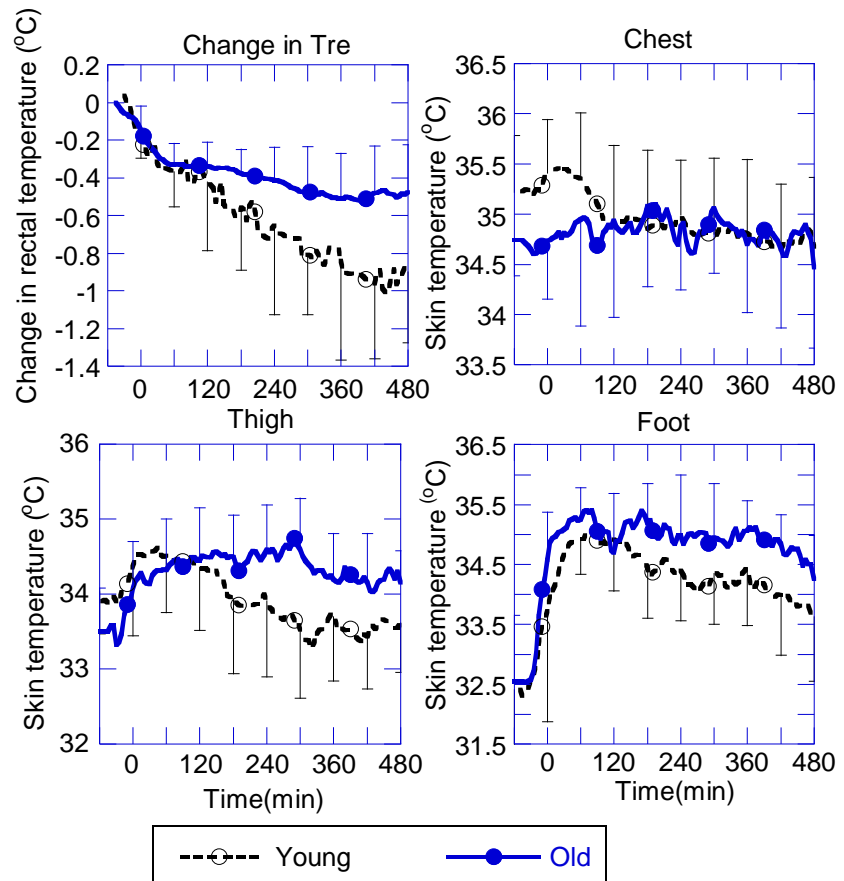 Change in Tre
Change in rectal temperature (°C)
0.2
0
-0.2
-0.4
-0.6
-0.8
-1
-1.2
-1.4
0 120 240 360 480
Chest
Skin temperature (°C)
36.5
36
35.5
35
34.5
34
33.5
0 120 240 360 480
Thigh
Skin temperature (°C)
36
35
34
33
32
0 120 240 360 480
Time(min)
Foot
Skin temperature (°C)
36.5
35.5
34.5
33.5
32.5
31.5
0 120 240 360 480
Time(min)
Young Old